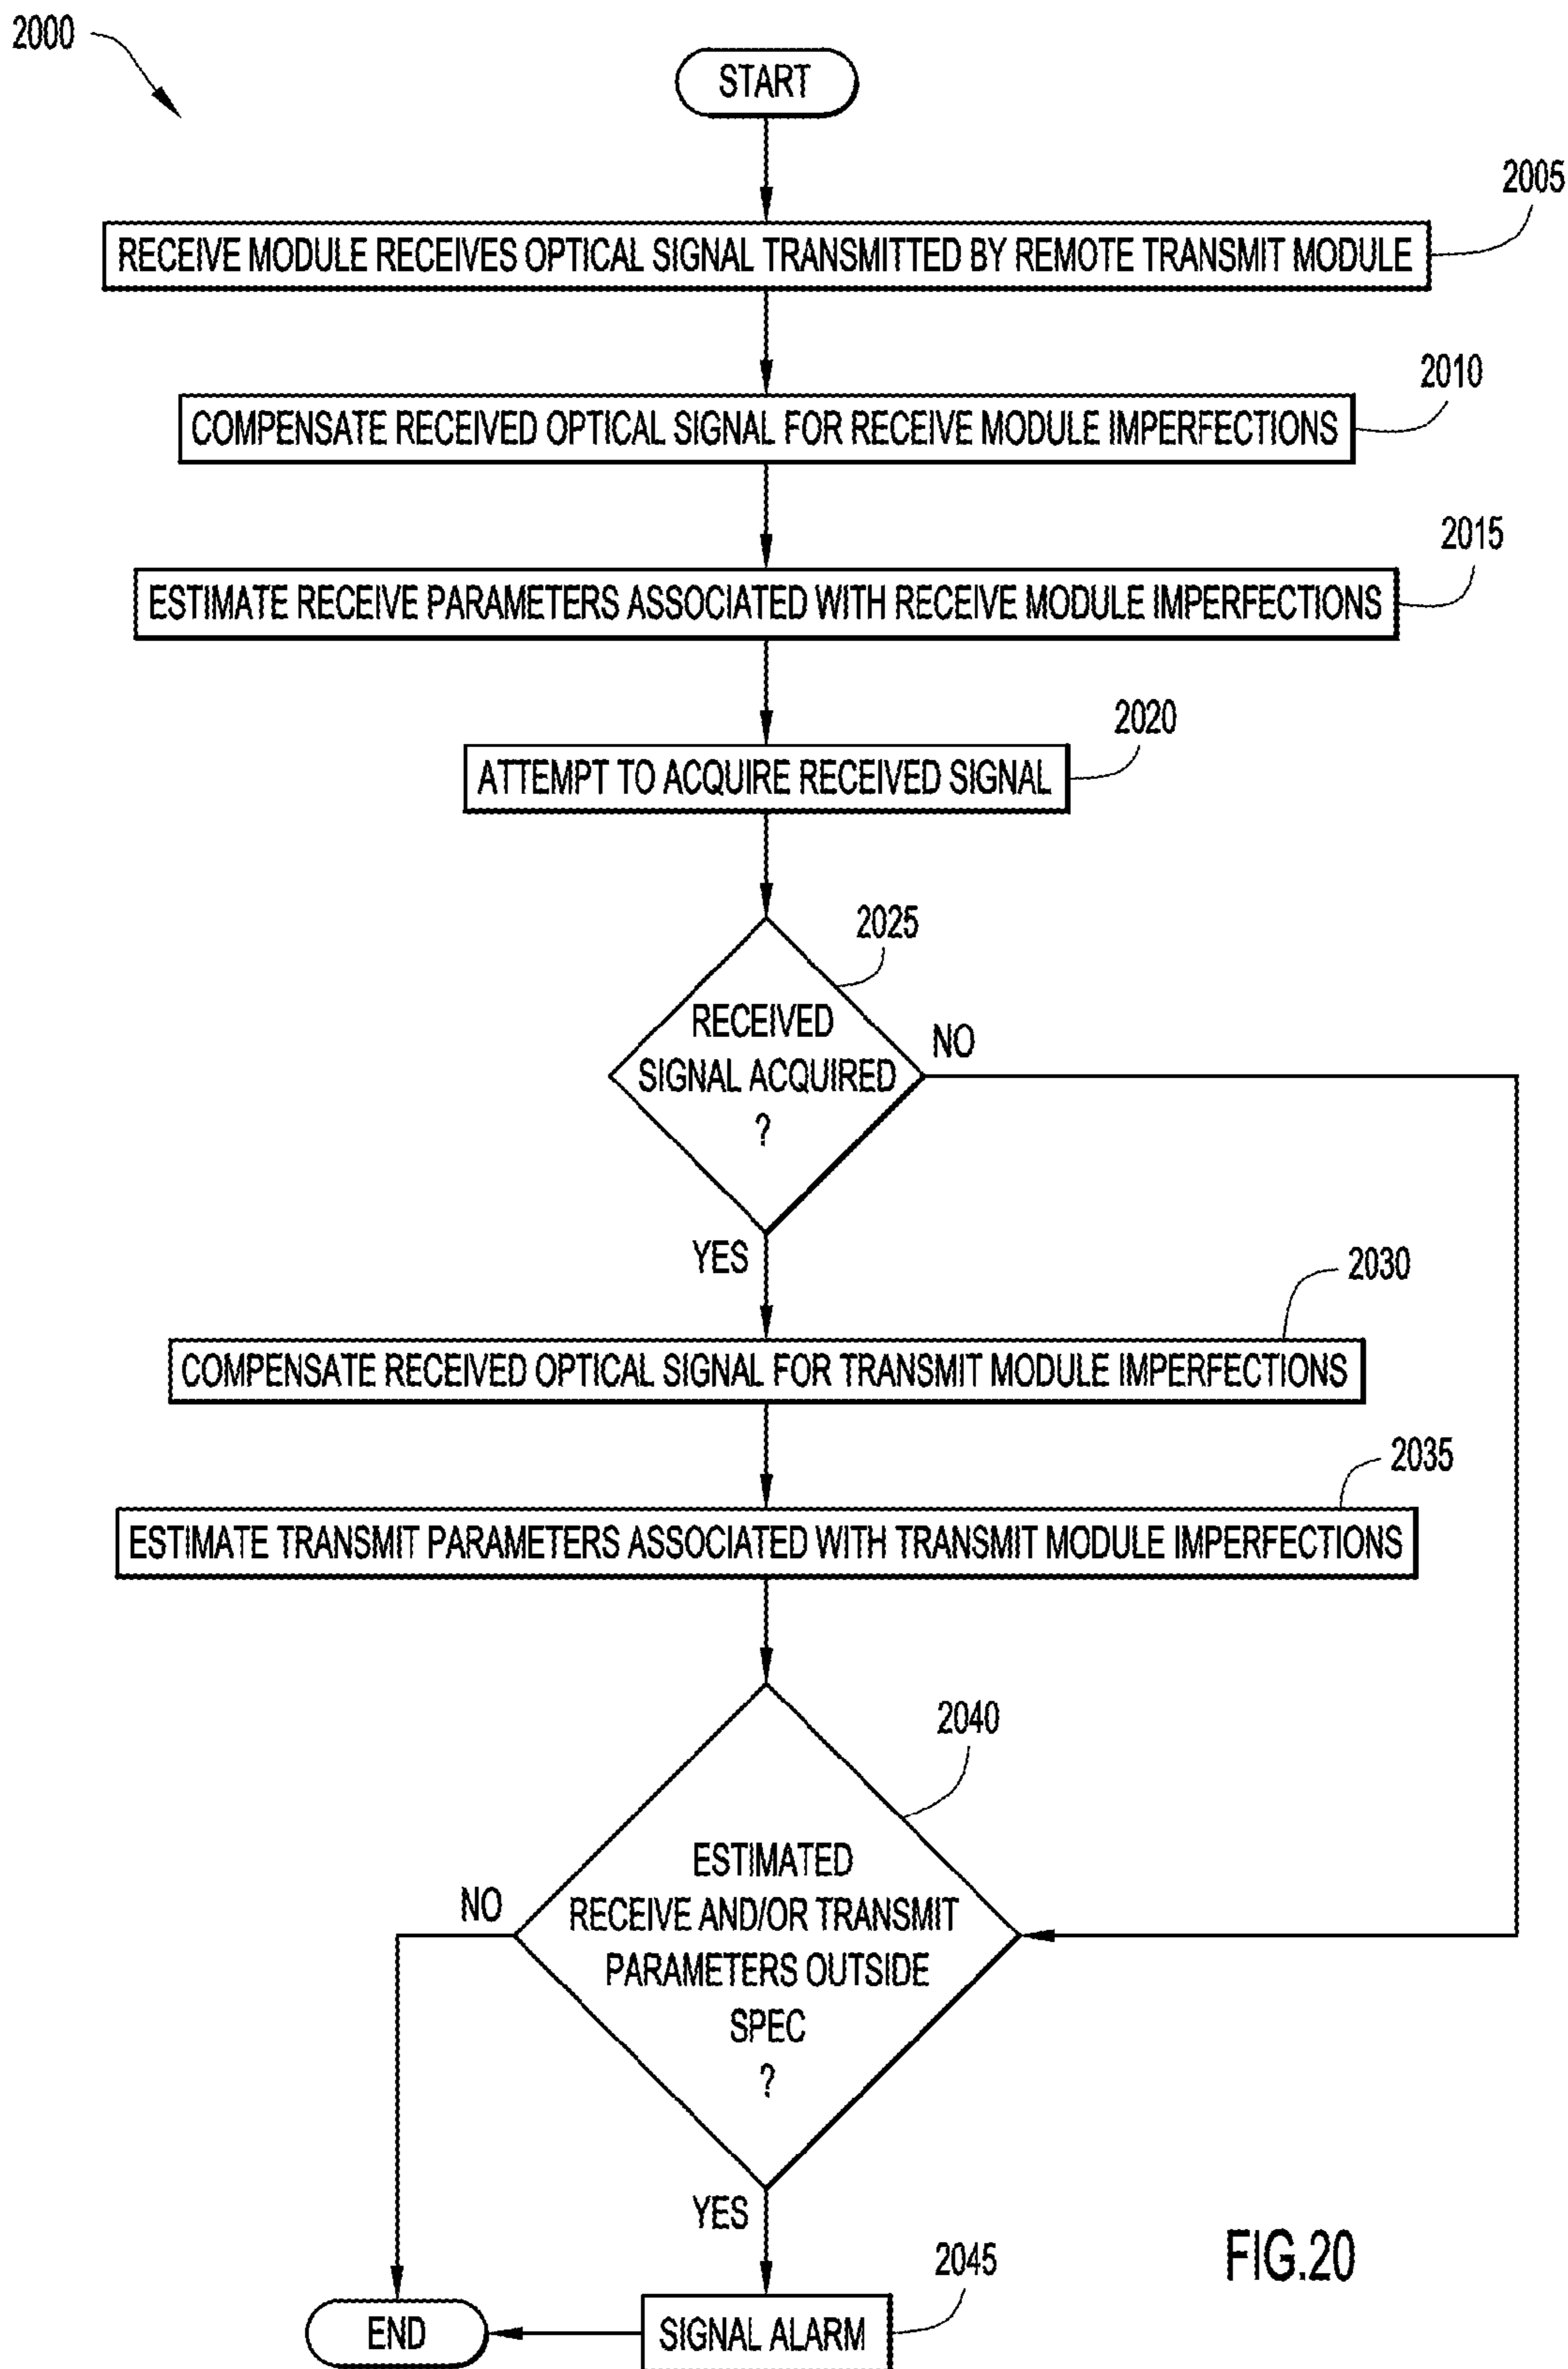 2000
START
2005
RECEIVE MODULE RECEIVES OPTICAL SIGNAL TRANSMITTED BY REMOTE TRANSMIT MODULE
2010
COMPENSATE RECEIVED OPTICAL SIGNAL FOR RECEIVE MODULE IMPERFECTIONS
2015
ESTIMATE RECEIVE PARAMETERS ASSOCIATED WITH RECEIVE MODULE IMPERFECTIONS
2020
ATTEMPT TO ACQUIRE RECEIVED SIGNAL
2025
RECEIVED
SIGNAL ACQUIRED
?
NO
YES
2030
COMPENSATE RECEIVED OPTICAL SIGNAL FOR TRANSMIT MODULE IMPERFECTIONS
2035
ESTIMATE TRANSMIT PARAMETERS ASSOCIATED WITH TRANSMIT MODULE IMPERFECTIONS
2040
ESTIMATED
RECEIVE AND/OR TRANSMIT
PARAMETERS OUTSIDE
SPEC
?
NO
YES
2045
SIGNAL ALARM
END
FIG.20